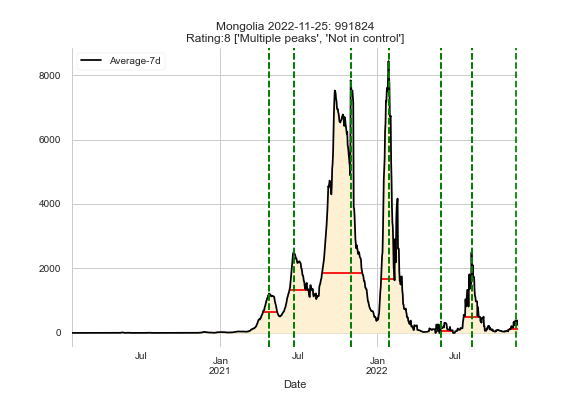 Mongolia 2022-11-25: 991824
Rating:8 ['Multiple peaks', 'Not in control']
Average-7d
8000
6000
4000
2000
0
Jul
Jan
2021
Jul
Jan
2022
Jul
Date